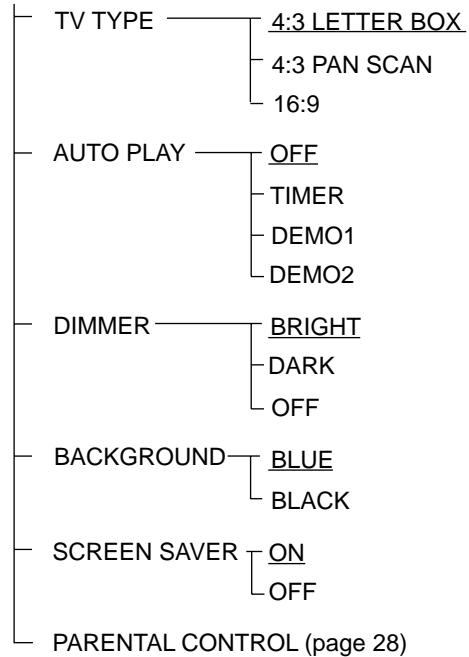 TV TYPE 4:3 LETTER BOX
4:3 PAN SCAN
16:9
AUTO PLAY OFF
TIMER
DEMO1
DEMO2
DIMMER BRIGHT
DARK
OFF
BACKGROUND BLUE
BLACK
SCREEN SAVER ON
OFF
PARENTAL CONTROL (page 28)